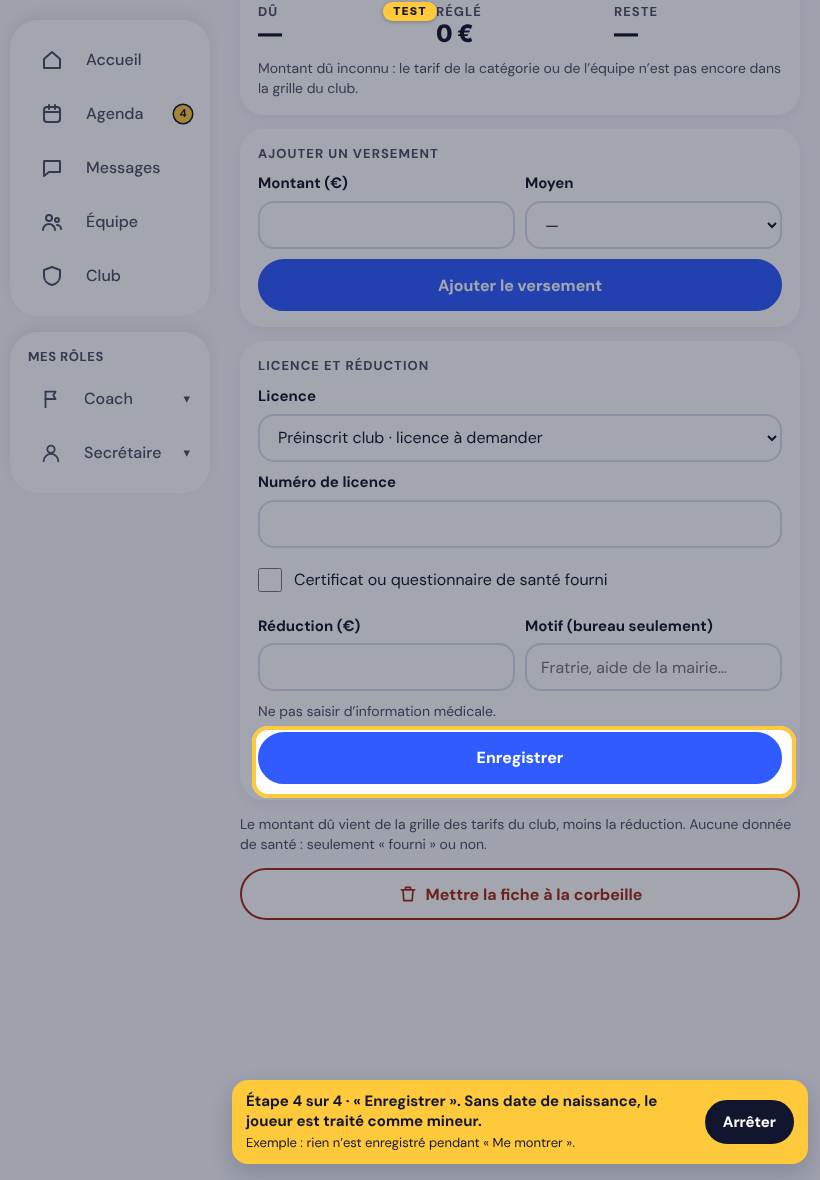 Accueil
Agenda
4
Messages
Équipe
Club
MES RÔLES
Coach
Secrétaire
TEST
DÛ
RÉGLÉ
RESTE
—
0 €
—
Montant dû inconnu : le tarif de la catégorie ou de l’équipe n’est pas encore dans
la grille du club.
AJOUTER UN VERSEMENT
Montant (€)
Moyen
—
Ajouter le versement
LICENCE ET RÉDUCTION
Licence
Préinscrit club · licence à demander
Numéro de licence
Certificat ou questionnaire de santé fourni
Réduction (€)
Motif (bureau seulement)
Fratrie, aide de la mairie…
Ne pas saisir d’information médicale.
Enregistrer
Le montant dû vient de la grille des tarifs du club, moins la réduction. Aucune donnée
de santé : seulement « fourni » ou non.
Mettre la fiche à la corbeille
Étape 4 sur 4 · « Enregistrer ». Sans date de naissance, le
joueur est traité comme mineur.
Exemple : rien n’est enregistré pendant « Me montrer ».
Arrêter